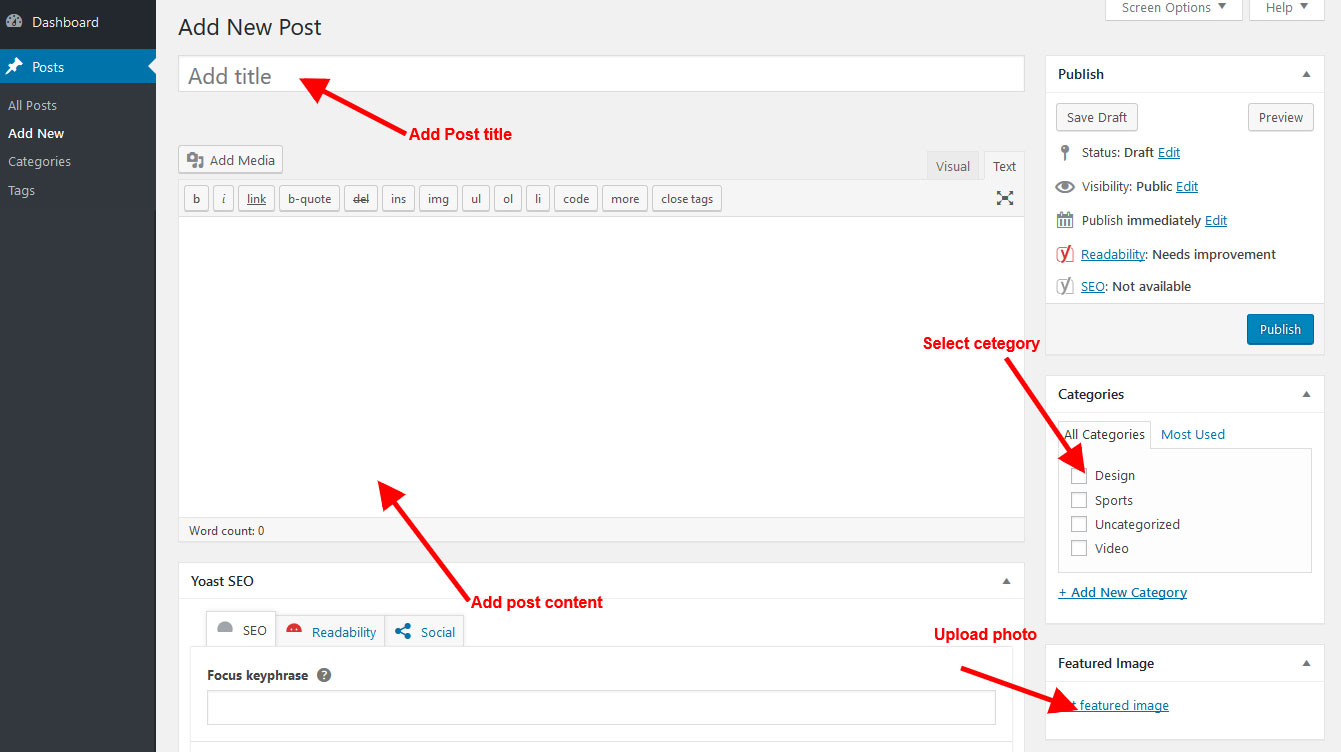 Dashboard
Posts
All Posts
Add New
Categories
Tags
Screen Options ▼
Help ▼
Add New Post
Add title
Add Post title
Add Media
Visual
Text
b
i
link
b-quote
del
ins
img
ul
ol
li
code
more
close tags
Add post content
Word count: 0
Yoast SEO
SEO
Readability
Social
Focus keyphrase ?
Publish
Save Draft
Preview
Status: Draft Edit
Visibility: Public Edit
Publish immediately Edit
Readability: Needs improvement
SEO: Not available
Publish
Select cetegory
Categories
All Categories
Most Used
Design
Sports
Uncategorized
Video
+ Add New Category
Upload photo
Featured Image
featured image